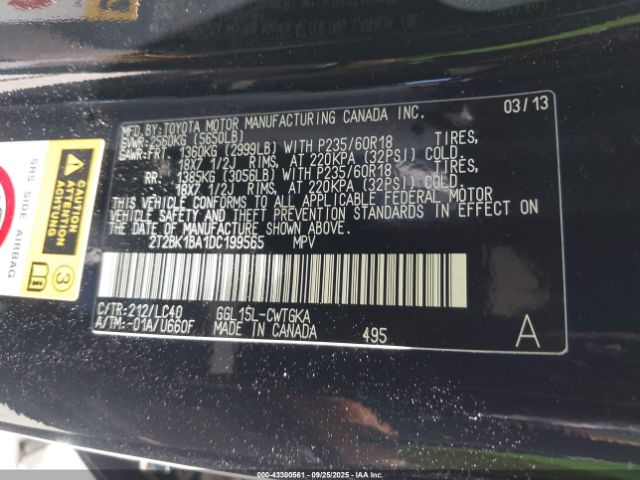 03/13
MFD.BY:TOYOTA MOTOR MANUFACTURING CANADA INC.
GVWR:2560KG (5650LB)
GAWR:FRT 1360KG (2999LB) WITH P235/60R18 TIRES,
18X7 1/2J RIMS, AT 220KPA (32PSI) COLD.
RR 1385KG (3056LB) WITH P235/60R18 TIRES,
18X7 1/2J RIMS, AT 220KPA (32PSI) COLD.
THIS VEHICLE CONFORMS TO ALL APPLICABLE FEDERAL MOTOR
VEHICLE SAFETY AND THEFT PREVENTION STANDARDS IN EFFECT ON
THE DATE OF MANUFACTURE SHOWN ABOVE.
2T2BK1BA1DC199565 MPV
C/TR:212/LC40 GGL15L-CWTGKA
A/TM:-01A/U660F MADE IN CANADA 495 A
SRS SIDE AIRBAG
CAUTION
ATTENTION
ACHTUNG
3
© OWNER - 43300561 - 09/25/2025 - IAAI.COM